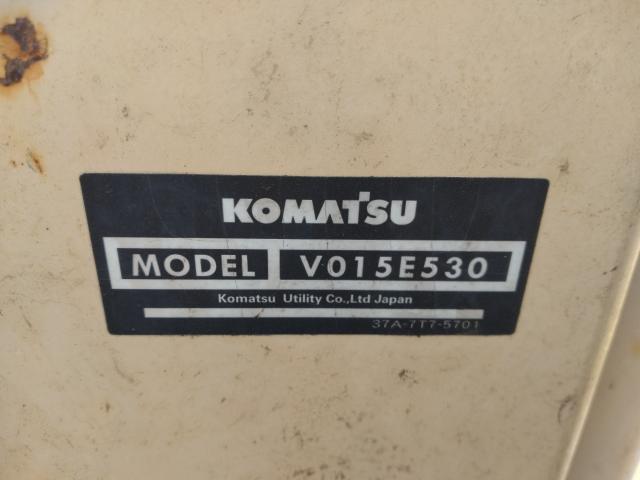 KOMATSU
MODEL V015E530
Komatsu Utility Co.,Ltd Japan
37A-7T7-5701